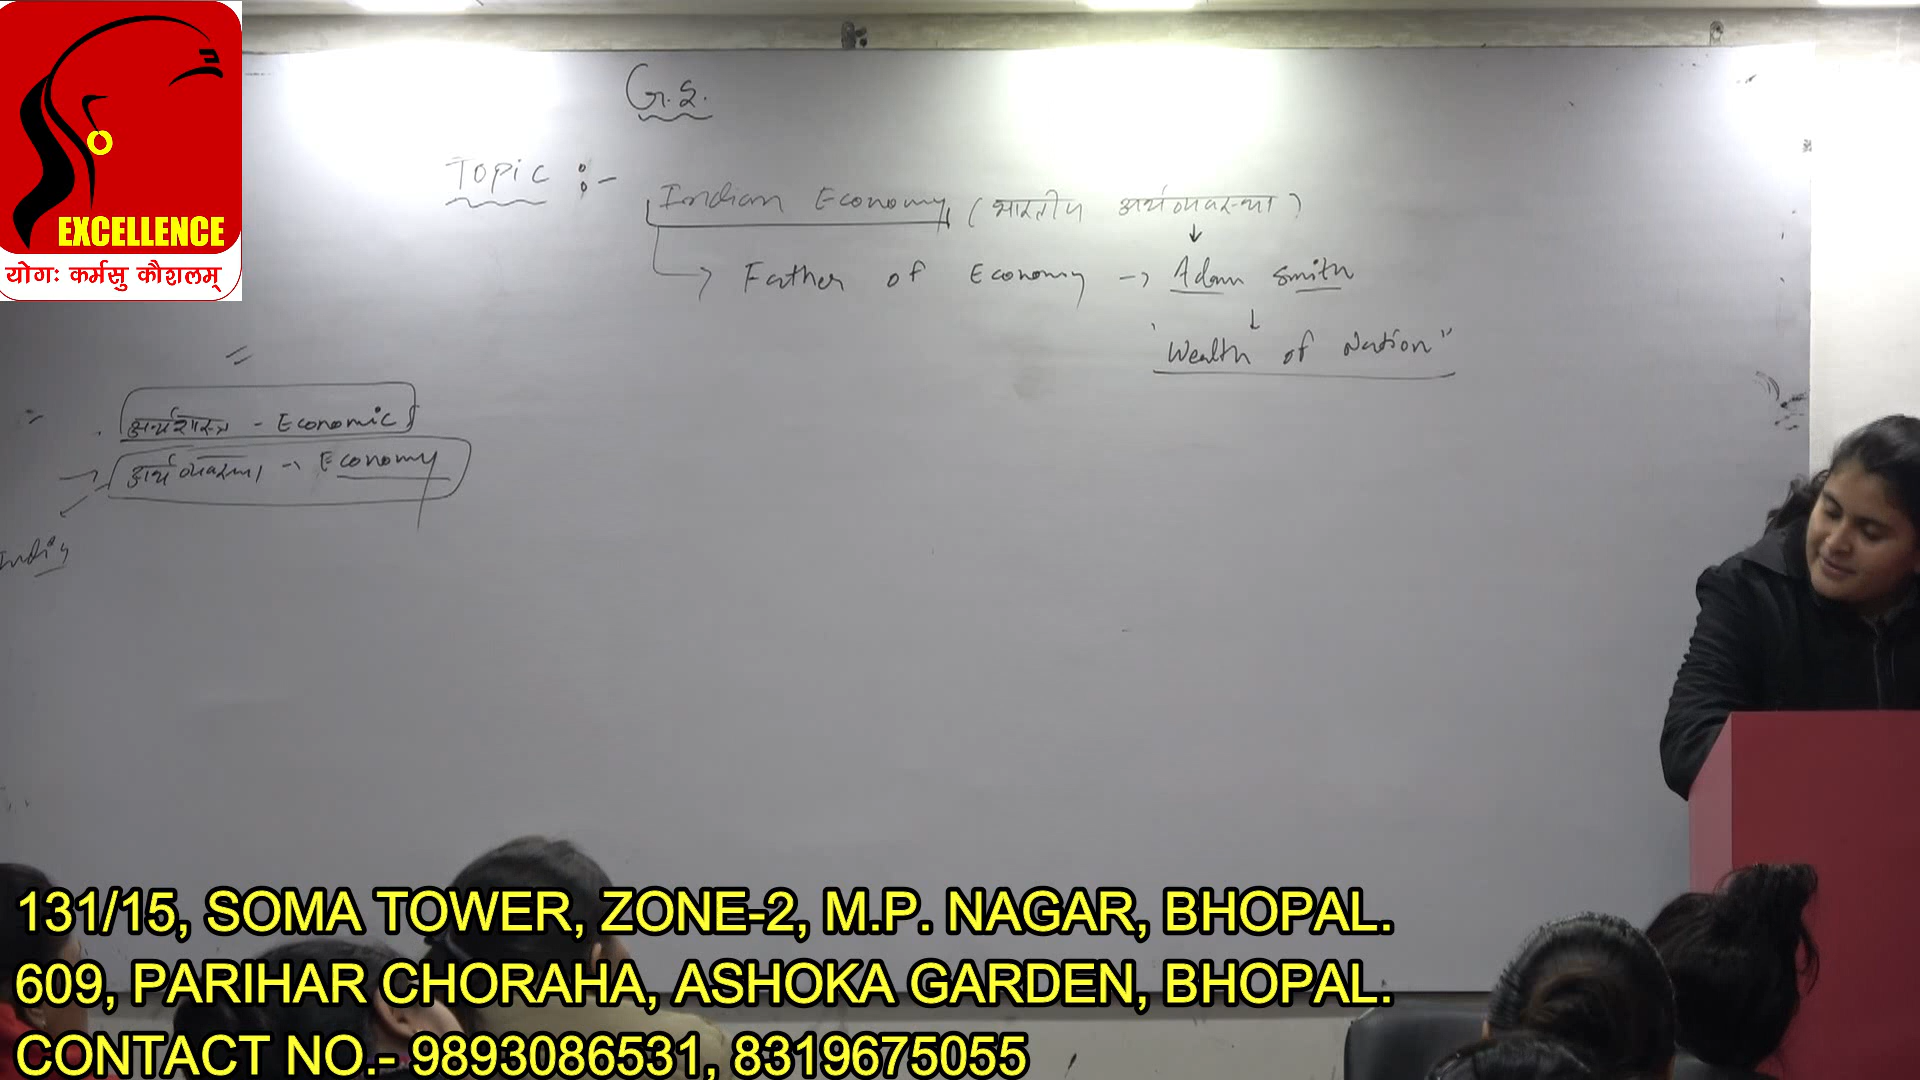 EXCELLENCE
योगः कर्मसु कौशलम्
G.S.
Topic :-
Indian Economy (भारतीय अर्थव्यवस्था)
↓
→ Father of Economy → Adam Smith
↓
"Wealth of Nation"
अर्थशास्त्र - Economic
अर्थव्यवस्था → Economy
131/15, SOMA TOWER, ZONE-2, M.P. NAGAR, BHOPAL.
609, PARIHAR CHORAHA, ASHOKA GARDEN, BHOPAL.
CONTACT NO.- 9893086531, 8319675055